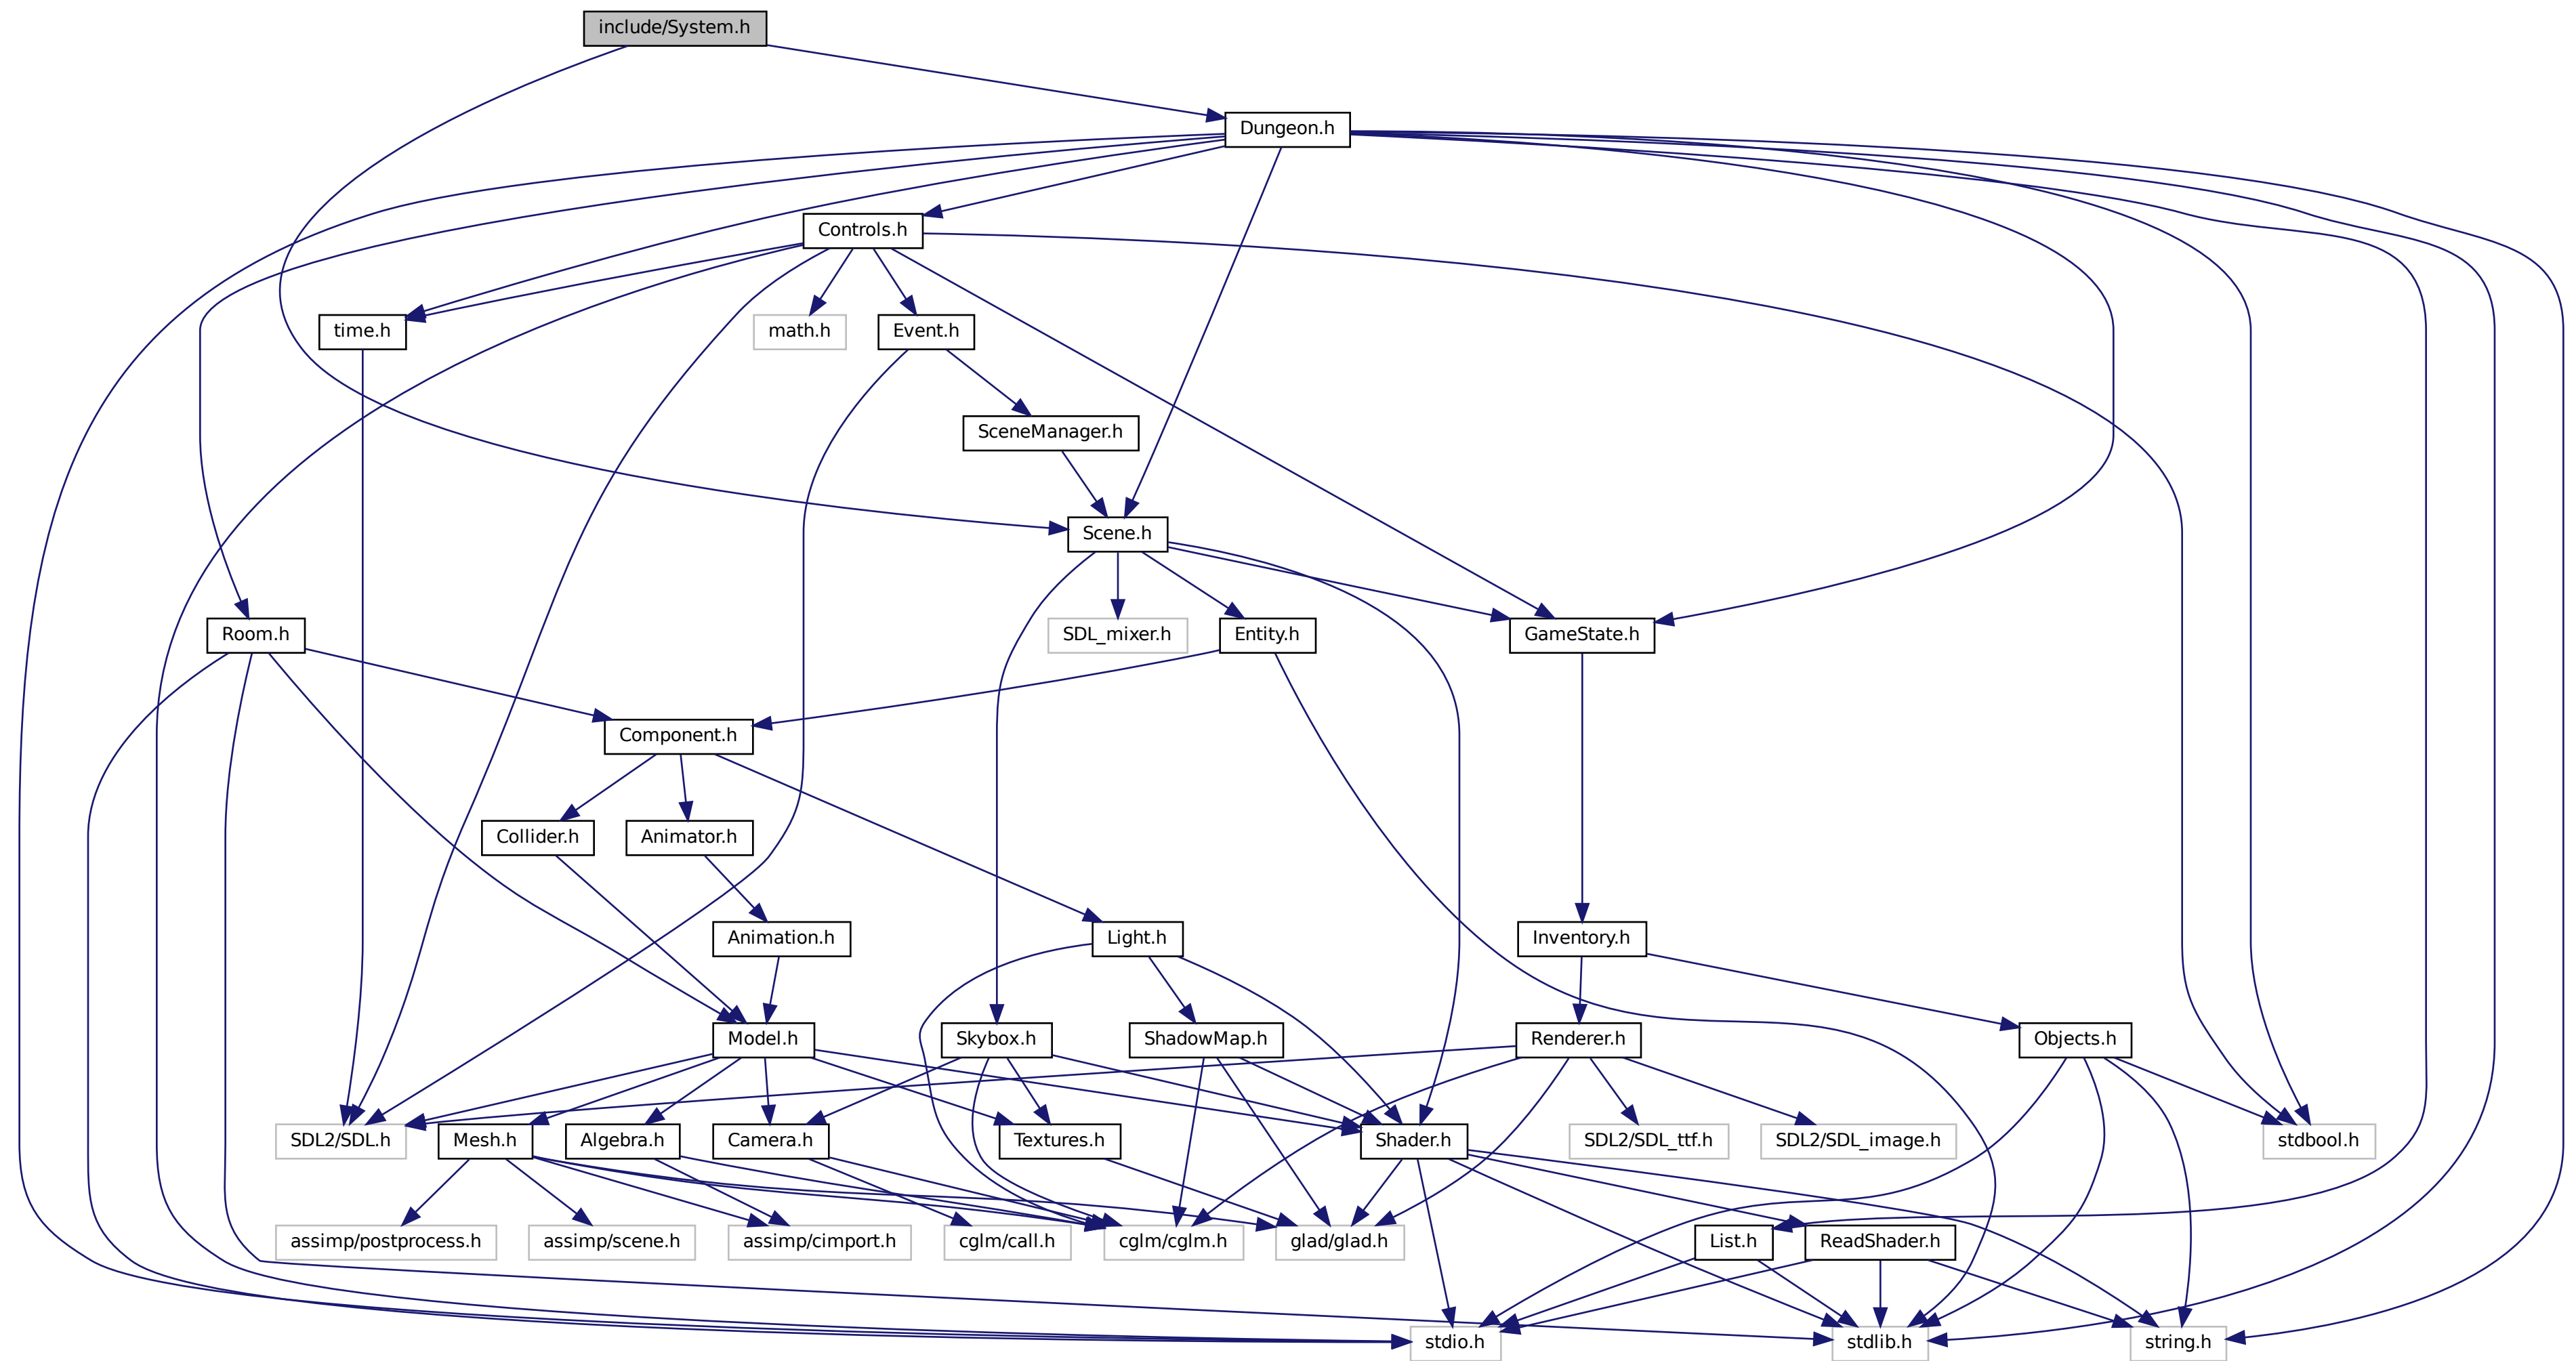 include/System.h
Dungeon.h
Controls.h
time.h
math.h
Event.h
SceneManager.h
Scene.h
Room.h
SDL_mixer.h
Entity.h
GameState.h
Component.h
Collider.h
Animator.h
Animation.h
Light.h
Inventory.h
Model.h
Skybox.h
ShadowMap.h
Renderer.h
Objects.h
SDL2/SDL.h
Mesh.h
Algebra.h
Camera.h
Textures.h
Shader.h
SDL2/SDL_ttf.h
SDL2/SDL_image.h
stdbool.h
assimp/postprocess.h
assimp/scene.h
assimp/cimport.h
cglm/call.h
cglm/cglm.h
glad/glad.h
List.h
ReadShader.h
stdio.h
stdlib.h
string.h